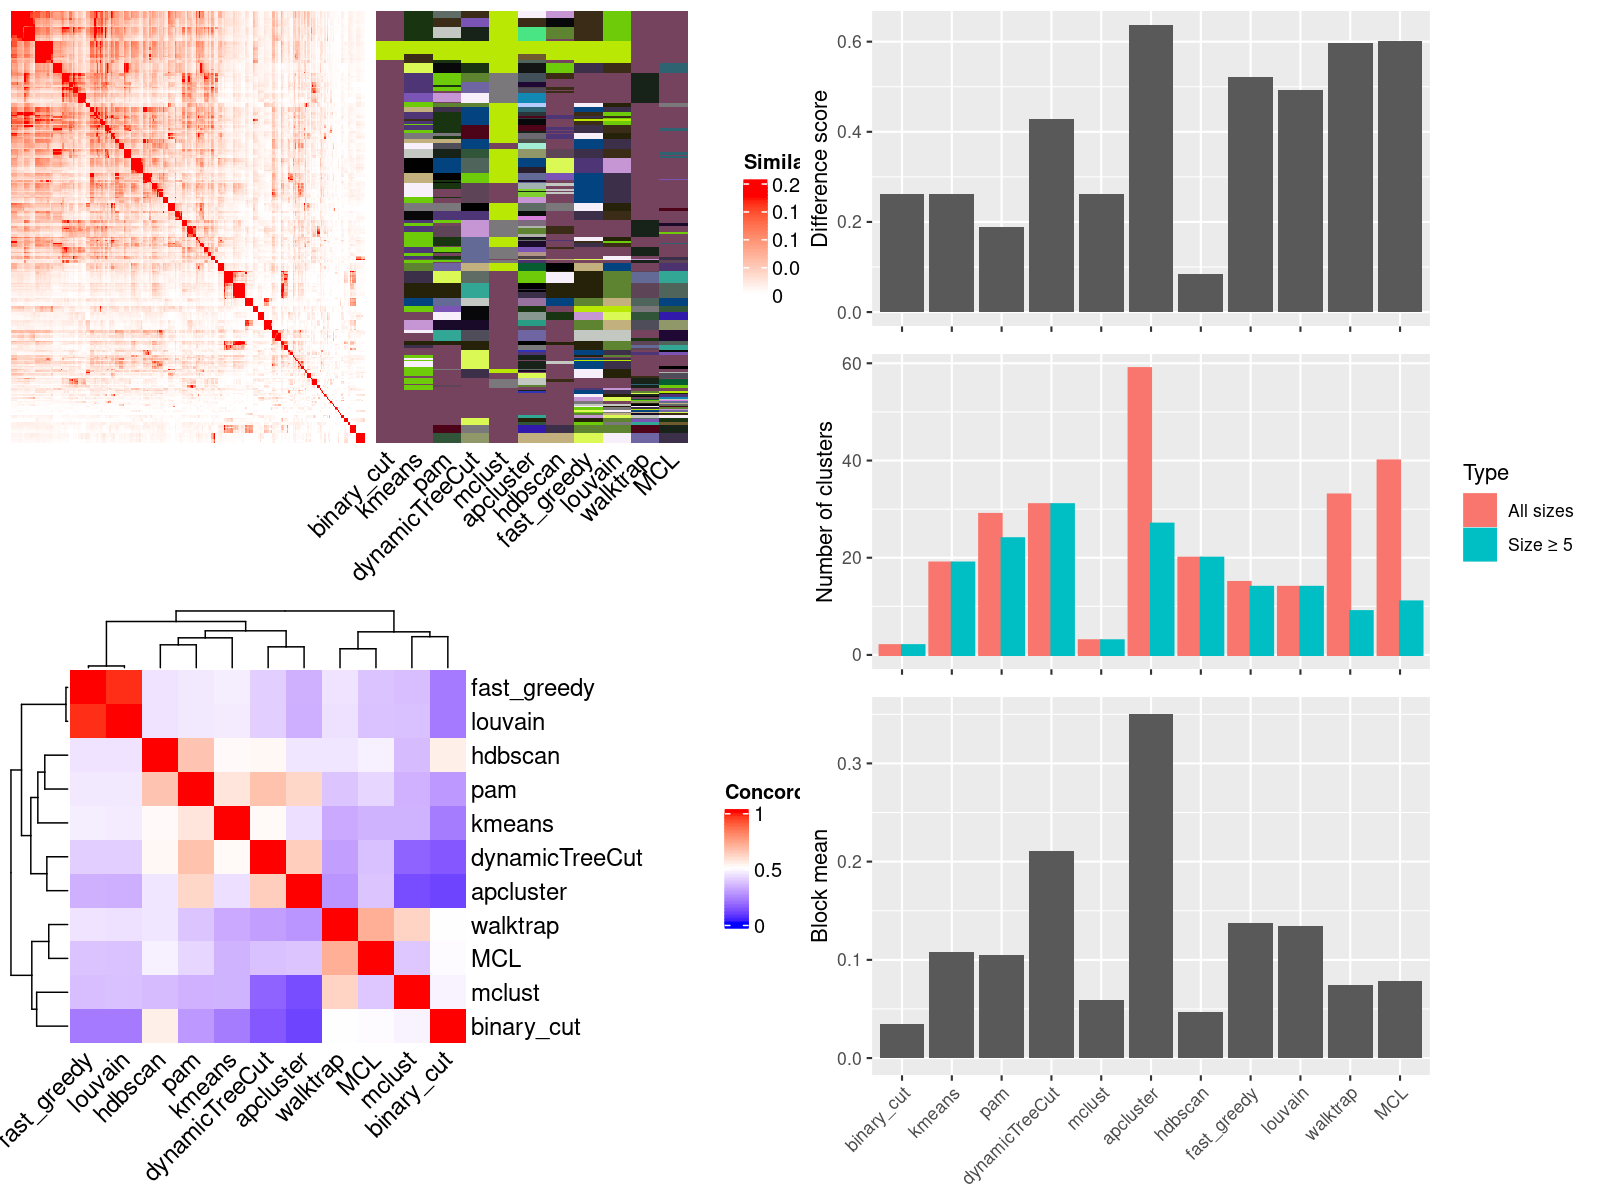 Simila
0.2
0.1
0.1
0.0
0
binary_cut
kmeans
pam
dynamicTreeCut
mclust
apcluster
hdbscan
fast_greedy
louvain
walktrap
MCL
fast_greedy
louvain
hdbscan
pam
kmeans
dynamicTreeCut
apcluster
walktrap
MCL
mclust
binary_cut
fast_greedy
louvain
hdbscan
pam
kmeans
dynamicTreeCut
apcluster
walktrap
MCL
mclust
binary_cut
Concord
1
0.5
0
Difference score
0.6
0.4
0.2
0.0
Number of clusters
60
40
20
0
Type
All sizes
Size ≥ 5
Block mean
0.3
0.2
0.1
0.0
binary_cut
kmeans
pam
dynamicTreeCut
mclust
apcluster
hdbscan
fast_greedy
louvain
walktrap
MCL